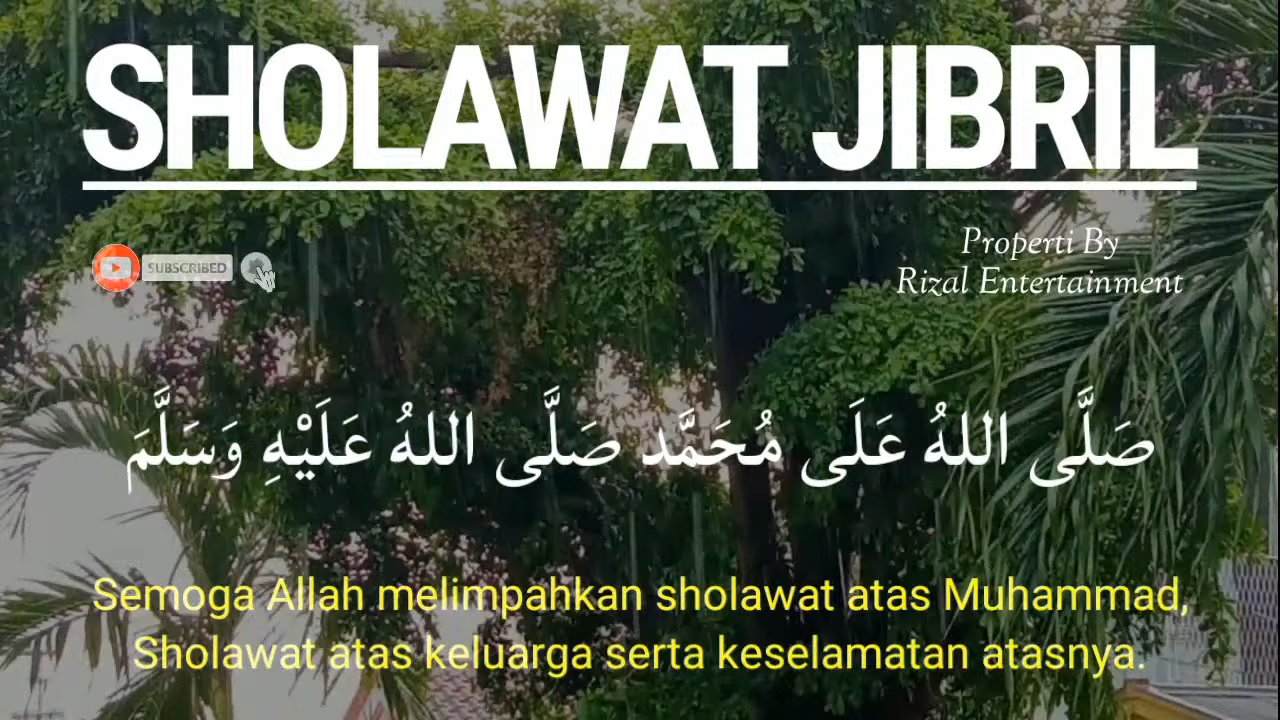 SHOLAWAT JIBRIL
SUBSCRIBED
Properti By
Rizal Entertainment
صَلَّى اللهُ عَلَى مُحَمَّد صَلَّى اللهُ عَلَيْهِ وَسَلَّمَ
Semoga Allah melimpahkan sholawat atas Muhammad,
Sholawat atas keluarga serta keselamatan atasnya.